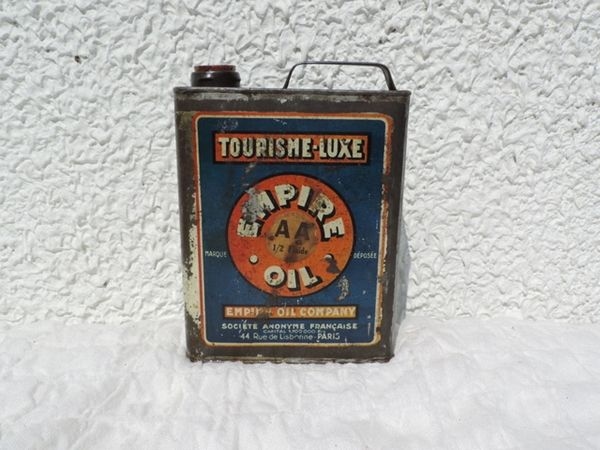 TOURISME-LUXE
EMPIRE
AA
1/2 Fluide
OIL
MARQUE DÉPOSÉE
EMPIRE OIL COMPANY
SOCIÉTÉ ANONYME FRANÇAISE
CAPITAL
44 Rue de Lisbonne - PARIS